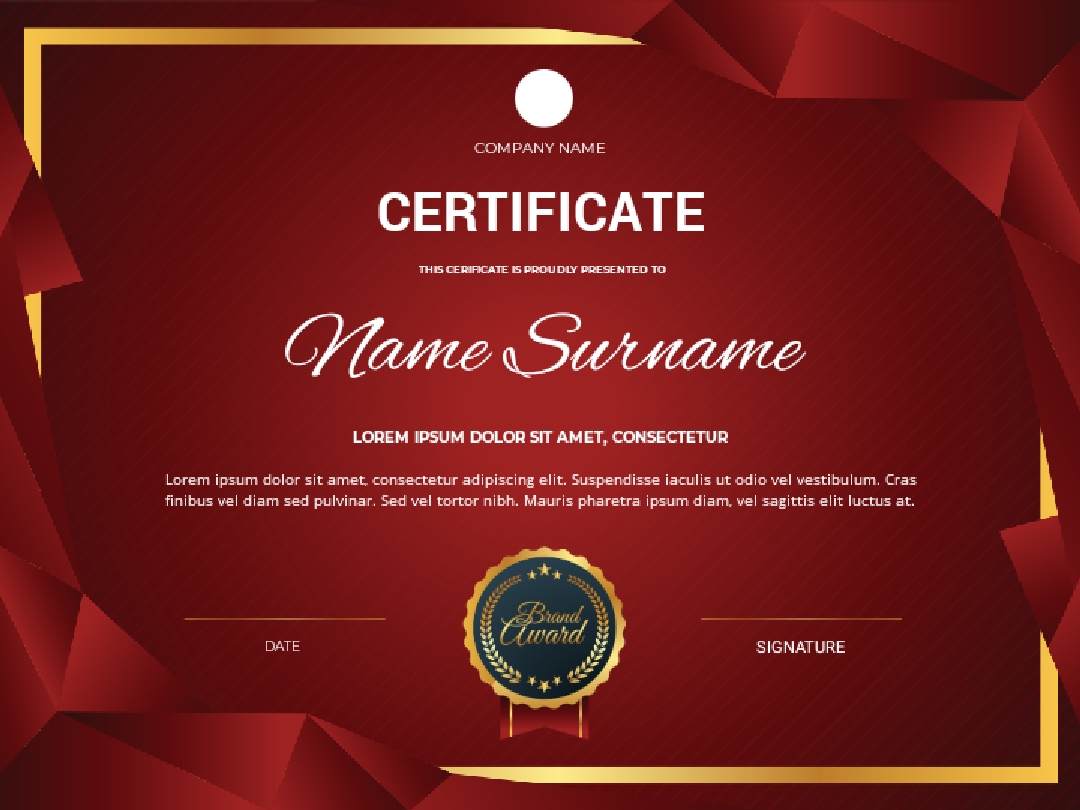 COMPANY NAME
CERTIFICATE
THIS CERIFICATE IS PROUDLY PRESENTED TO
Name Surname
LOREM IPSUM DOLOR SIT AMET, CONSECTETUR
Lorem ipsum dolor sit amet, consectetur adipiscing elit. Suspendisse iaculis ut odio vel vestibulum. Cras
finibus vel diam sed pulvinar. Sed vel tortor nibh. Mauris pharetra ipsum diam, vel sagittis elit luctus at.
Brand
Award
DATE
SIGNATURE